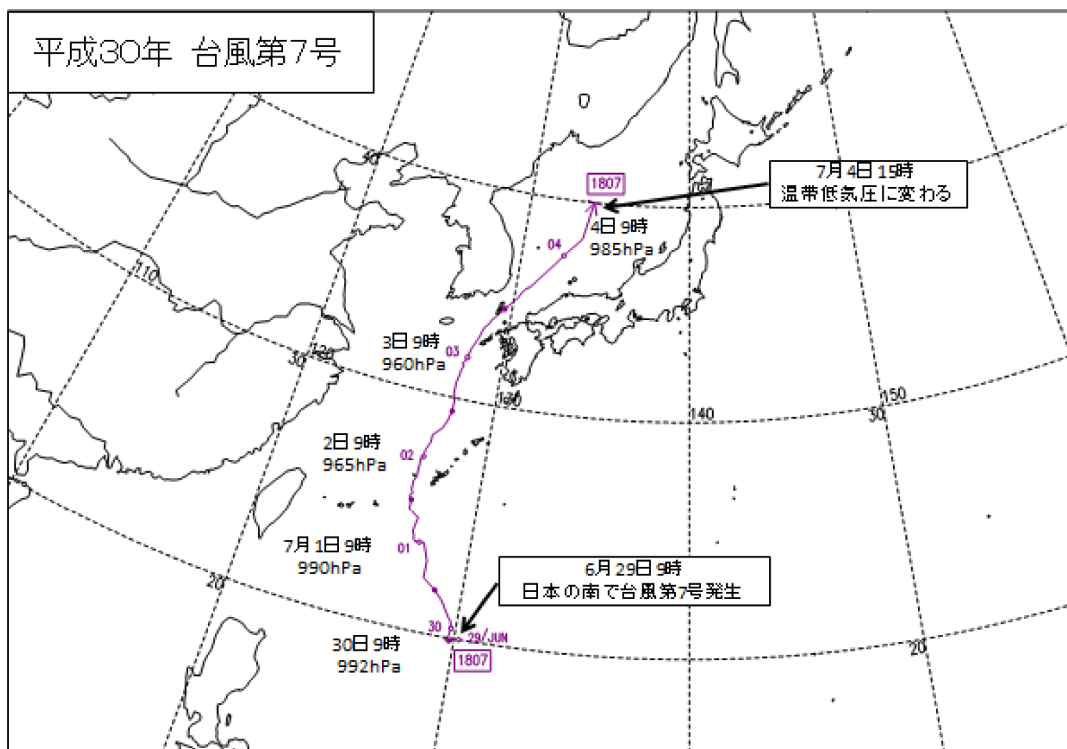 平成30年 台風第7号
1807
7月4日15時
温帯低気圧に変わる
4日9時
985hPa
04
110
120
30
3日9時
960hPa
03
130
140
150
30
2日9時
965hPa
02
7月1日9時
990hPa
01
20
6月29日9時
日本の南で台風第7号発生
30日9時
992hPa
30
29/JUN
1807
20